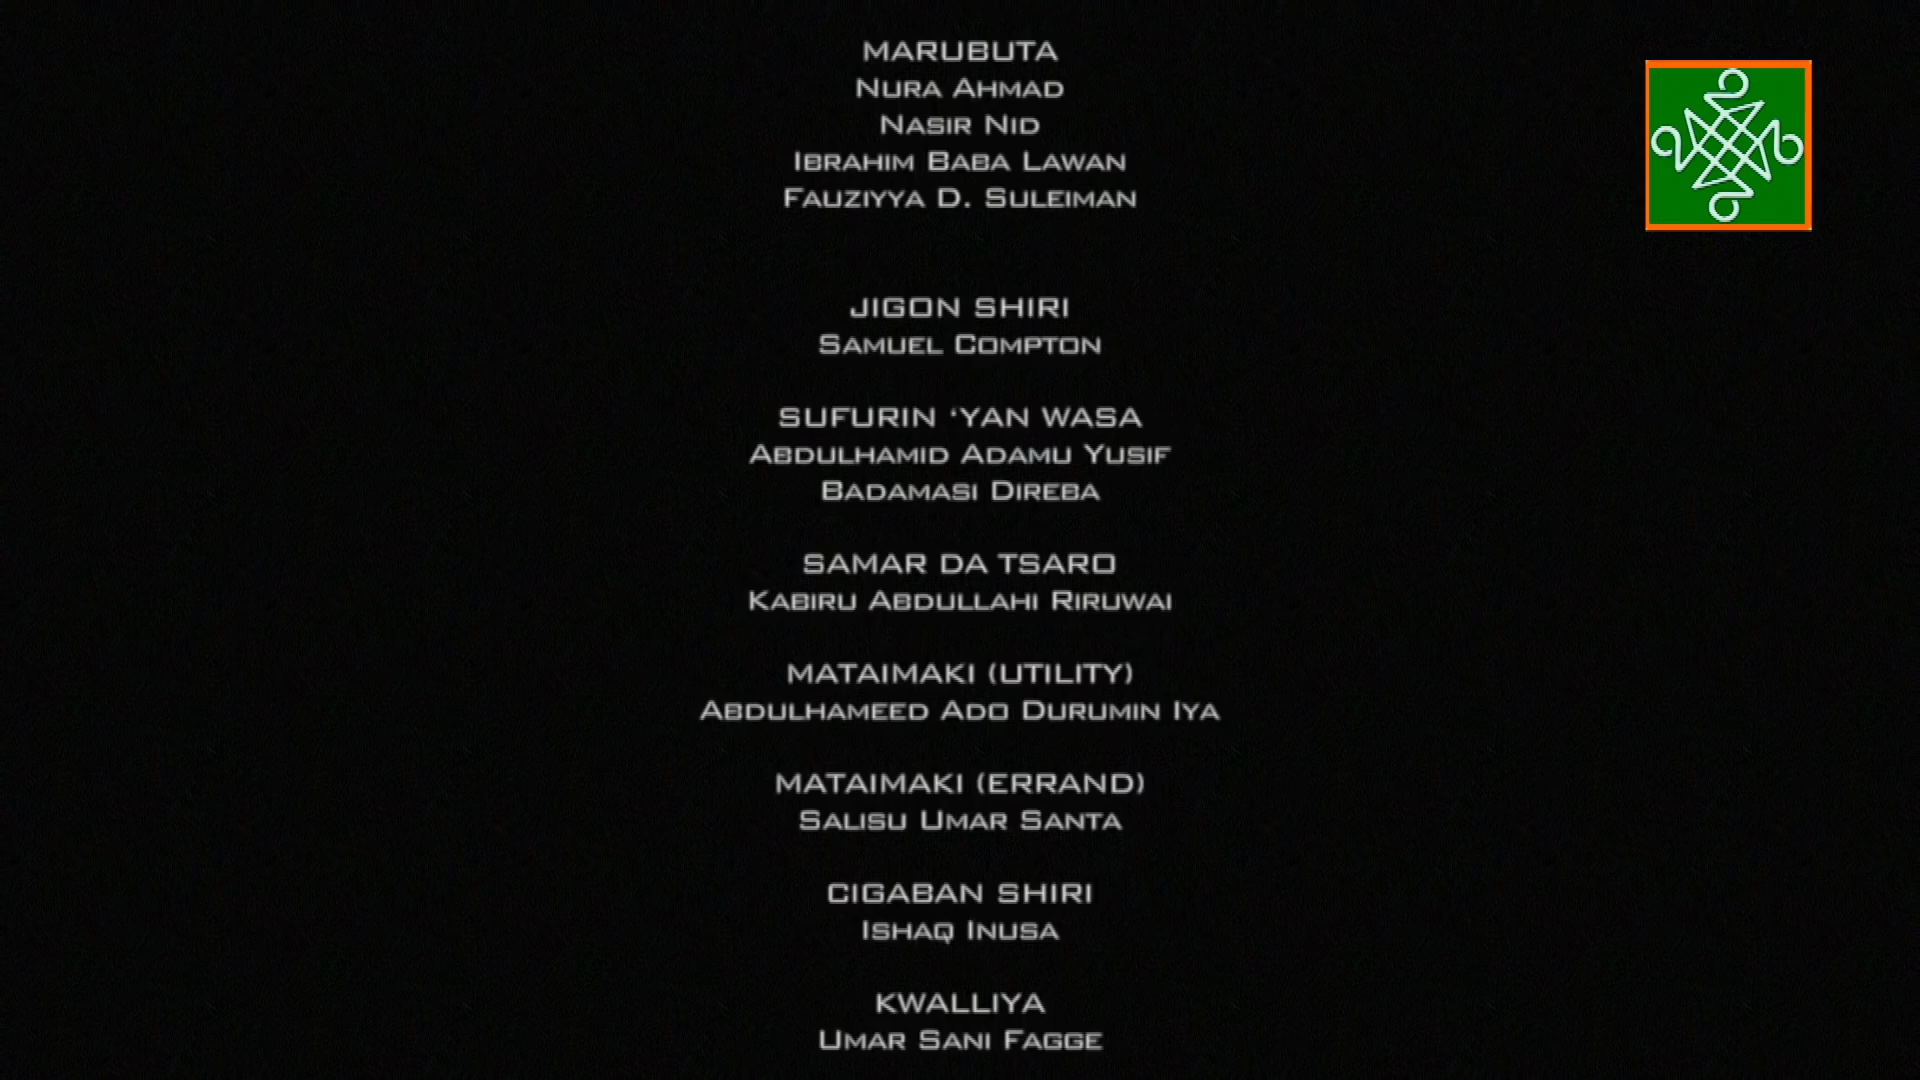 MARUBUTA
NURA AHMAD
NASIR NID
IBRAHIM BABA LAWAN
FAUZIYYA D. SULEIMAN
JIGON SHIRI
SAMUEL COMPTON
SUFURIN ‘YAN WASA
ABDULHAMID ADAMU YUSIF
BADAMASI DIREBA
SAMAR DA TSARO
KABIRU ABDULLAHI RIRUWAI
MATAIMAKI (UTILITY)
ABDULHAMEED ADO DURUMIN IYA
MATAIMAKI (ERRAND)
SALISU UMAR SANTA
CIGABAN SHIRI
ISHAQ INUSA
KWALLIYA
UMAR SANI FAGGE